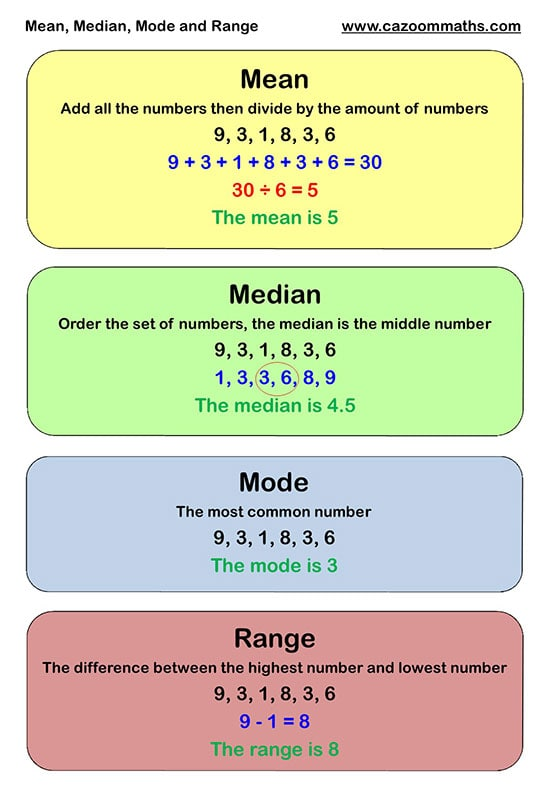 Mean, Median, Mode and Range www.cazoommaths.com
Mean
Add all the numbers then divide by the amount of numbers
9, 3, 1, 8, 3, 6
9 + 3 + 1 + 8 + 3 + 6 = 30
30 ÷ 6 = 5
The mean is 5
Median
Order the set of numbers, the median is the middle number
9, 3, 1, 8, 3, 6
1, 3, 3, 6, 8, 9
The median is 4.5
Mode
The most common number
9, 3, 1, 8, 3, 6
The mode is 3
Range
The difference between the highest number and lowest number
9, 3, 1, 8, 3, 6
9 - 1 = 8
The range is 8